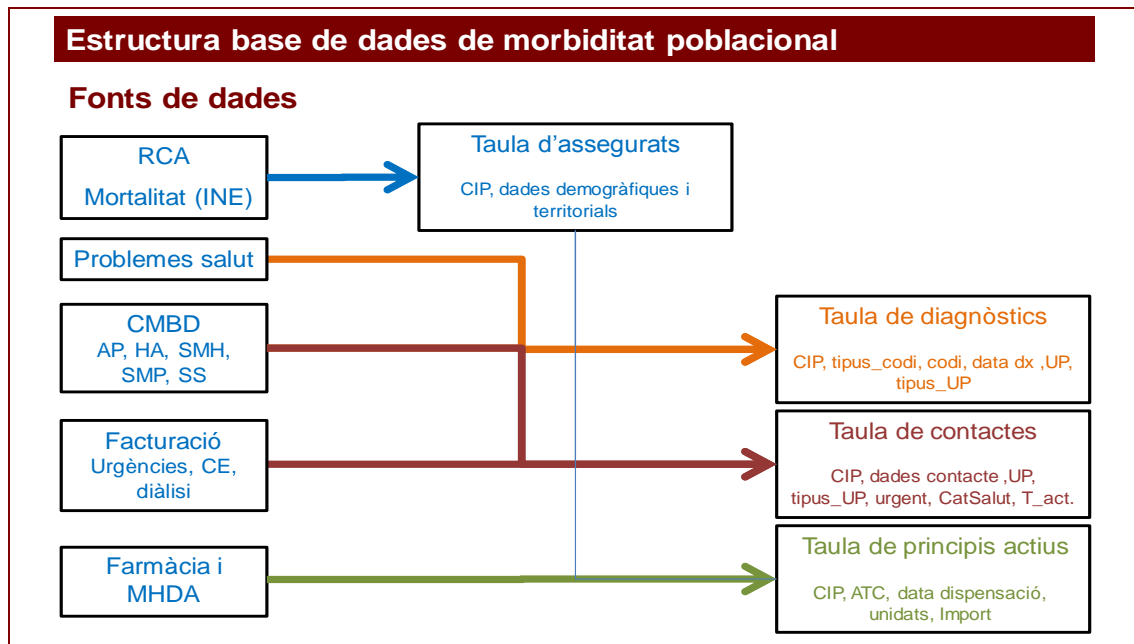 Estructura base de dades de morbiditat poblacional
Fonts de dades
RCA
Mortalitat (INE)
Taula d'assegurats
CIP, dades demogràfiques i
territorials
Problemes salut
CMBD
AP, HA, SMH,
SMP, SS
Taula de diagnòstics
CIP, tipus_codi, codi, data dx ,UP,
tipus_UP
Facturació
Urgències, CE,
diàlisi
Taula de contactes
CIP, dades contacte ,UP,
tipus_UP, urgent, CatSalut, T_act.
Farmàcia i
MHDA
Taula de principis actius
CIP, ATC, data dispensació,
unidats, Import